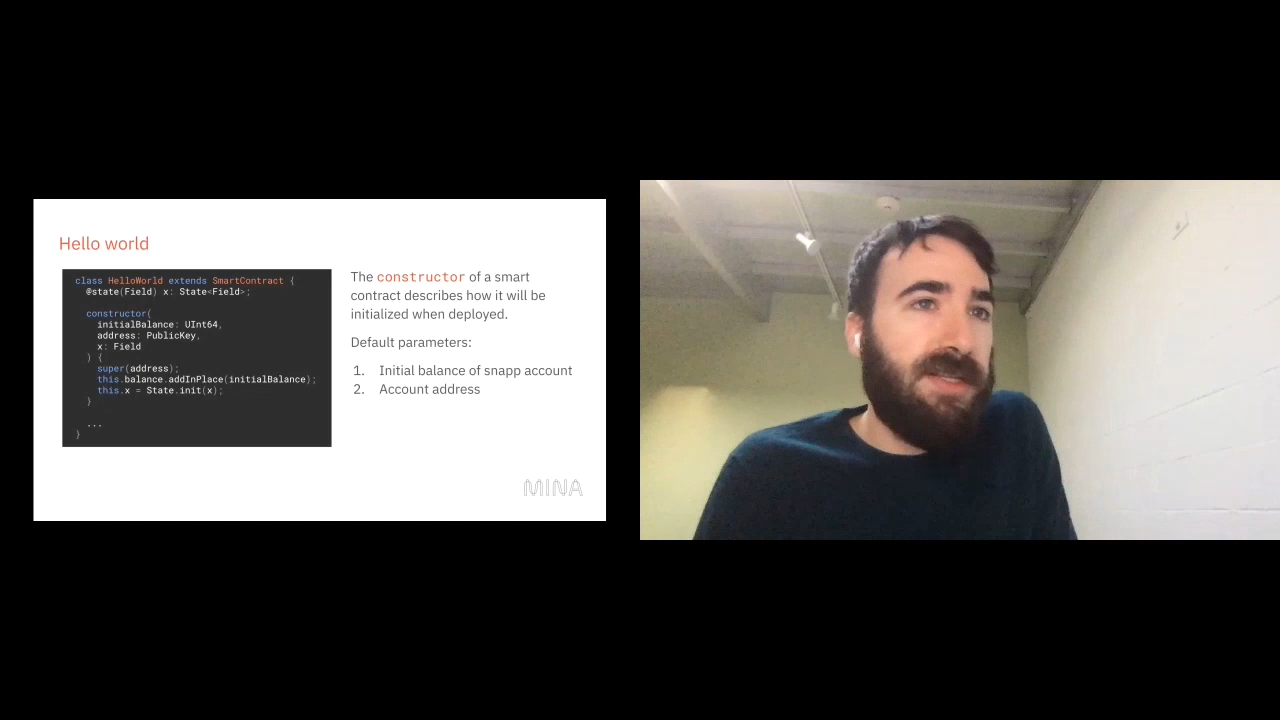 Hello world
class HelloWorld extends SmartContract {
@state(Field) x: State<Field>;
constructor(
initialBalance: UInt64,
address: PublicKey,
x: Field
) {
super(address);
this.balance.addInPlace(initialBalance);
this.x = State.init(x);
}
...
}
The constructor of a smart
contract describes how it will be
initialized when deployed.
Default parameters:
1. Initial balance of snapp account
2. Account address
MINA